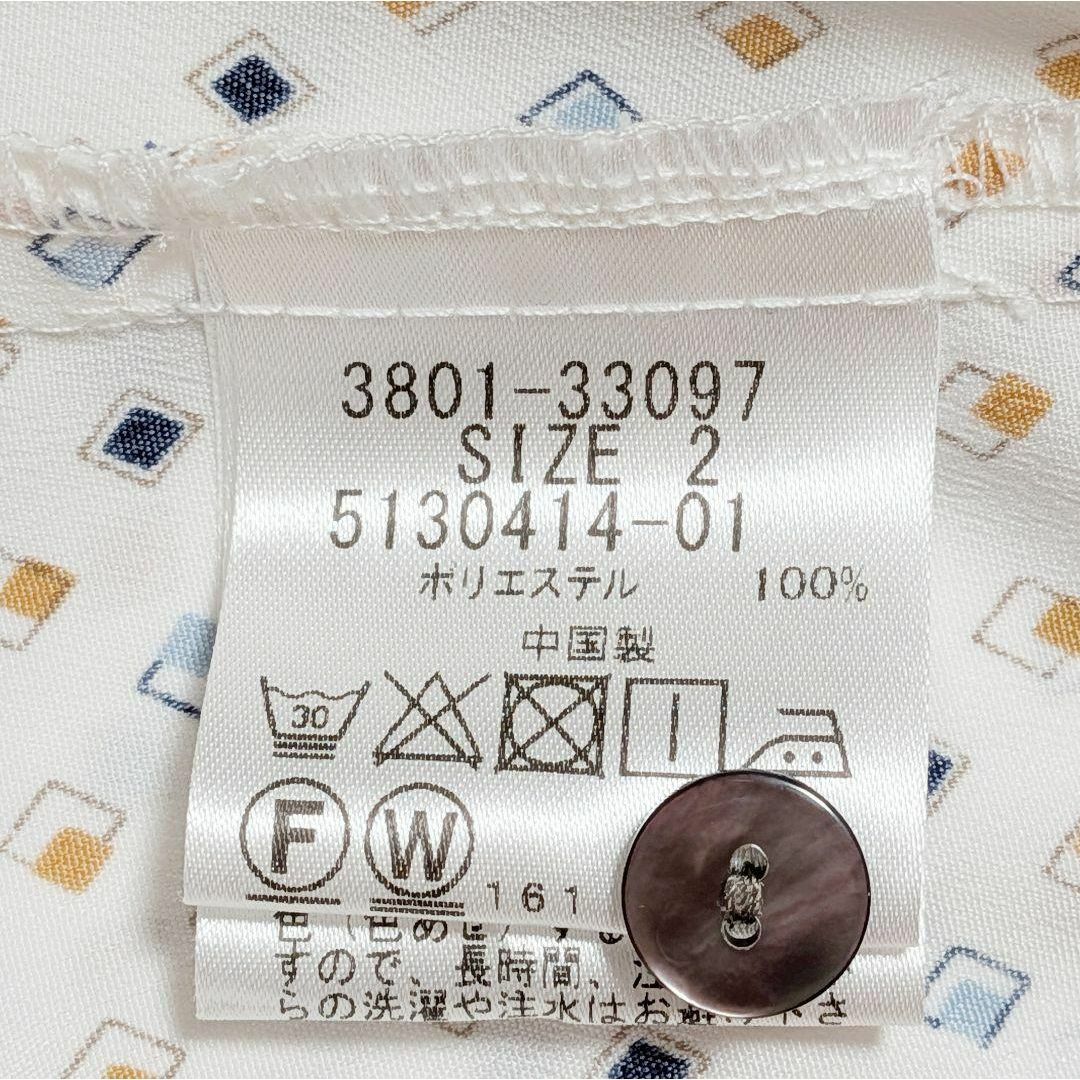 3801-33097
SIZE 2
5130414-01
ポリエステル 100%
中国製
30
F W 161
すので、長時間、
らの洗濯や注水はお